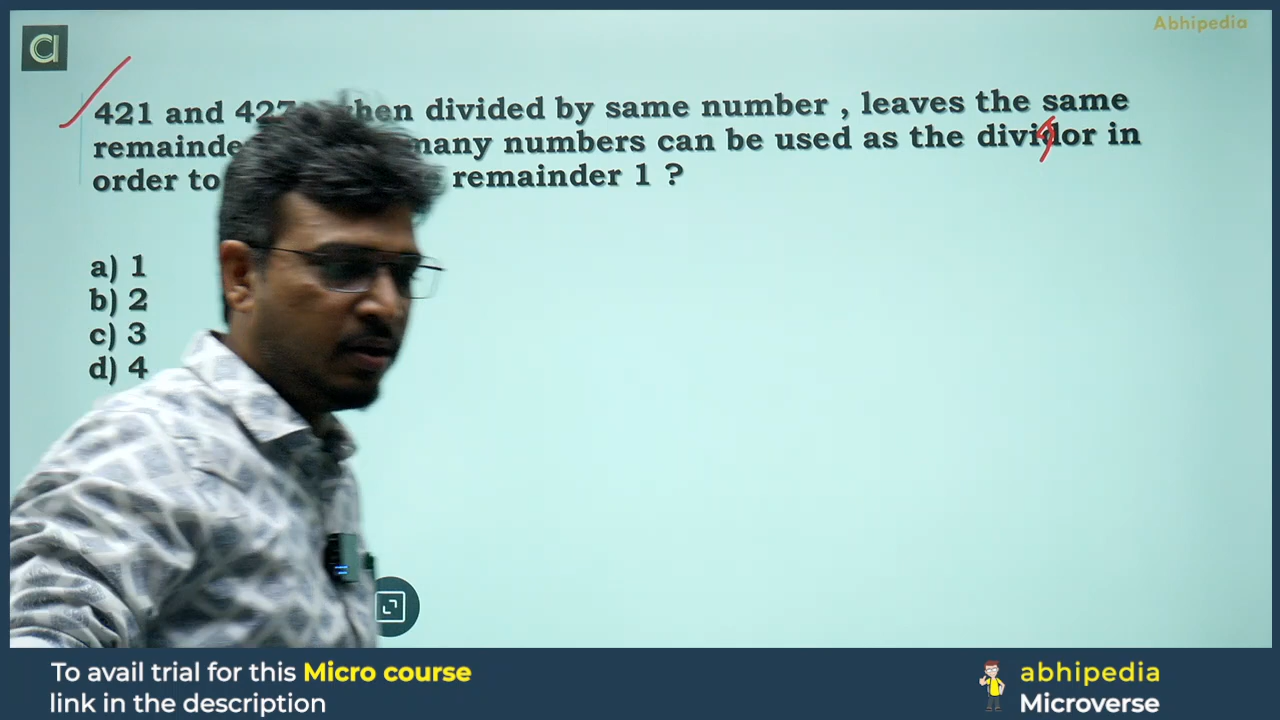 Abhipedia
a
421 and 427, when divided by same number , leaves the same
remainde many numbers can be used as the dividor in
order to remainder 1 ?
a) 1
b) 2
c) 3
d) 4
To avail trial for this Micro course
link in the description
abhipedia
Microverse